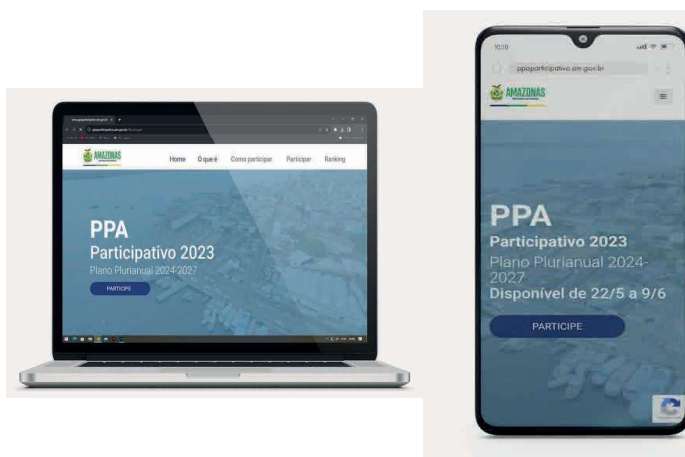 AMAZONAS
Home O que é Como participar Participar Ranking
PPA
Participativo 2023
Plano Plurianual 2024-2027
PARTICIPE
10:10
ppaparticipativo.am.gov.br
AMAZONAS
PPA
Participativo 2023
Plano Plurianual 2024-
2027
Disponível de 22/5 a 9/6
PARTICIPE